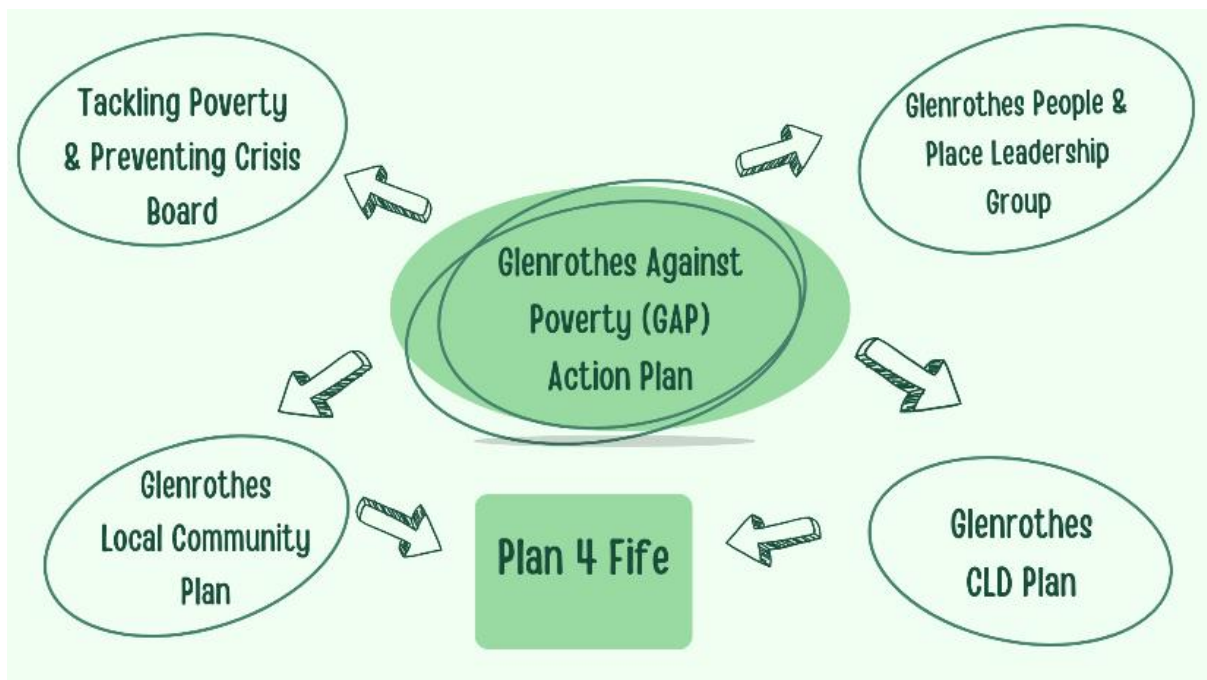 Tackling Poverty
& Preventing Crisis
Board
Glenrothes People &
Place Leadership
Group
Glenrothes Against
Poverty (GAP)
Action Plan
Glenrothes
Local Community
Plan
Plan 4 Fife
Glenrothes
CLD Plan